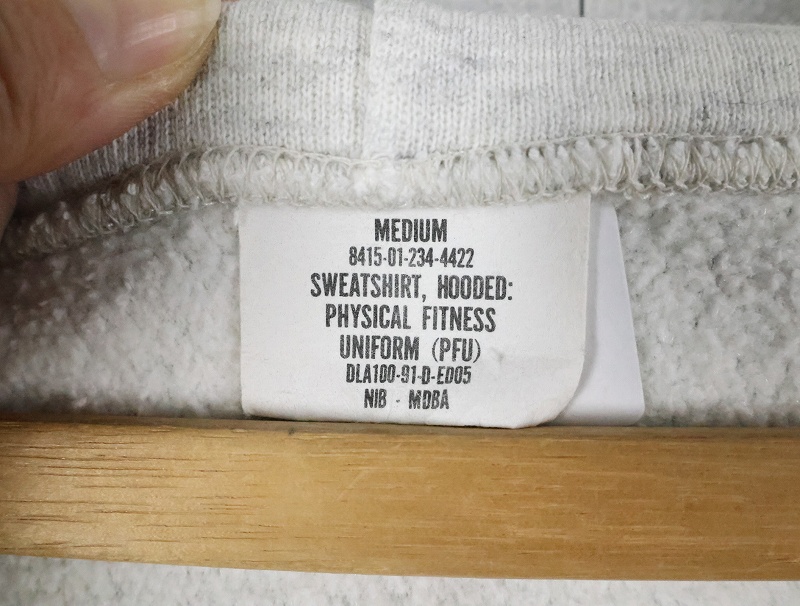 MEDIUM
8415-01-234-4422
SWEATSHIRT, HOODED:
PHYSICAL FITNESS
UNIFORM (PFU)
DLA100-91-D-ED05
NIB - MDBA